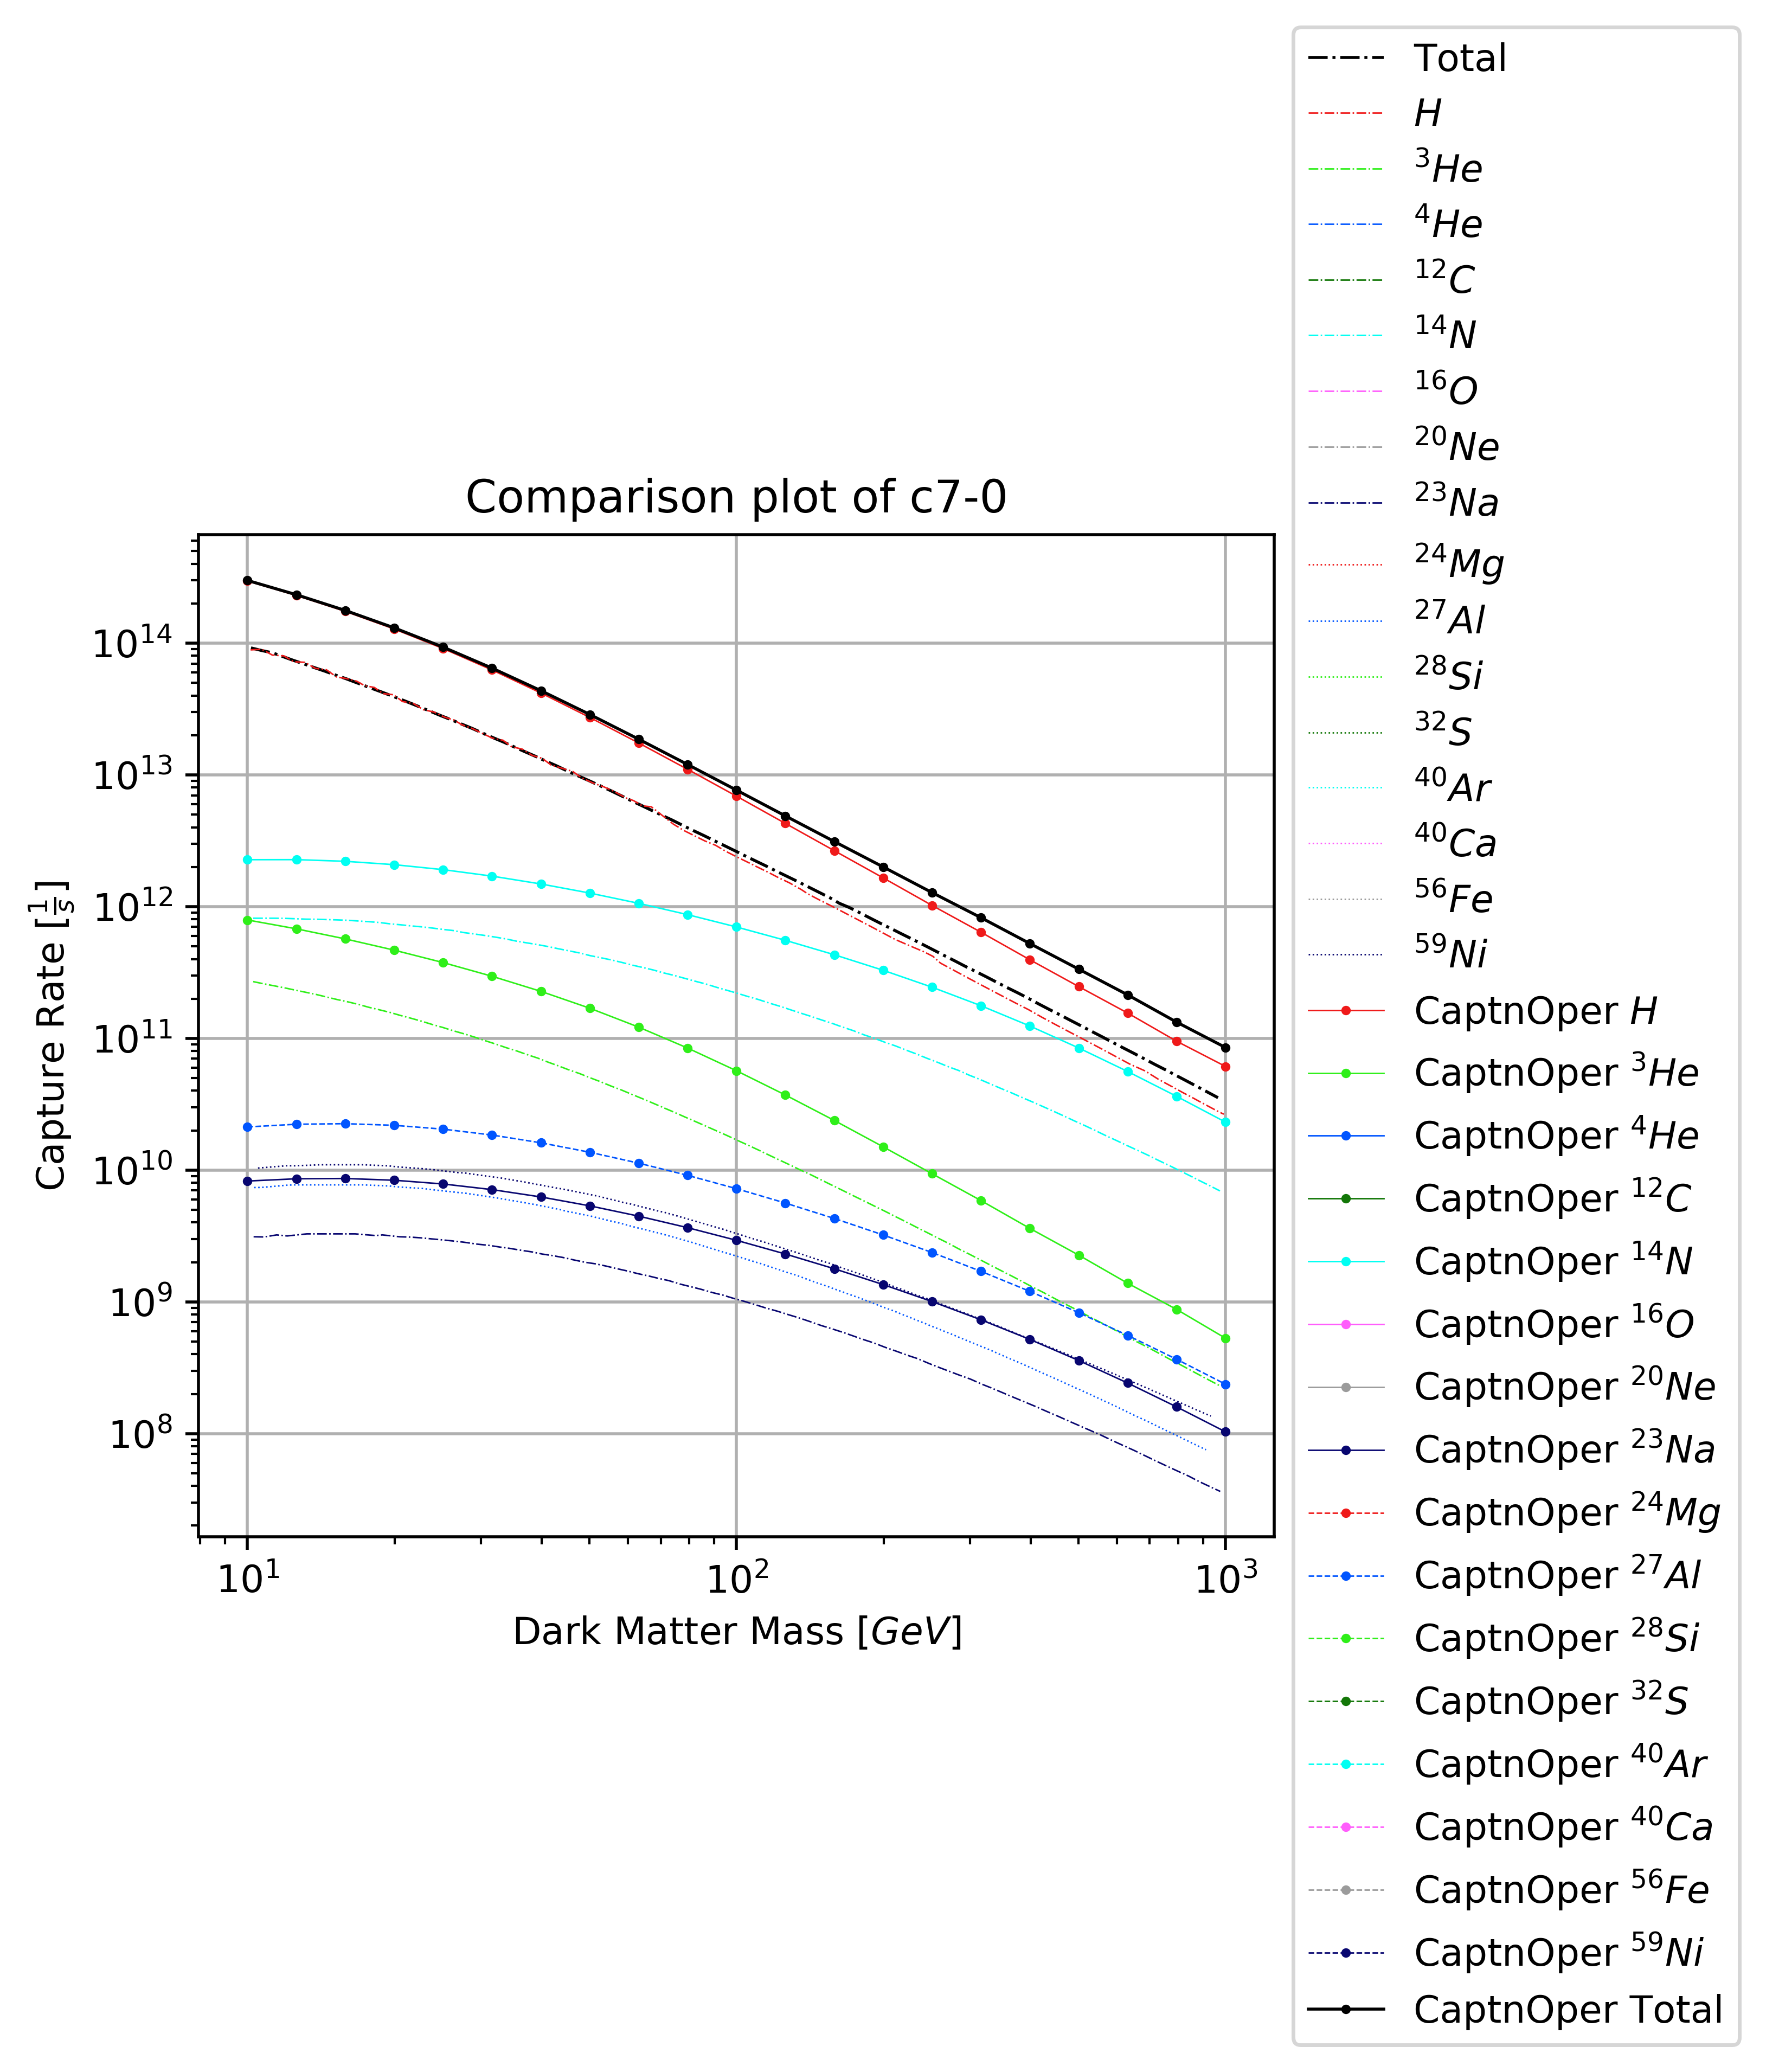 Comparison plot of c7-0
Capture Rate [1/s]
10^14
10^13
10^12
10^11
10^10
10^9
10^8
10^1 10^2 10^3
Dark Matter Mass [GeV]
Total
H
^3He
^4He
^12C
^14N
^16O
^20Ne
^23Na
^24Mg
^27Al
^28Si
^32S
^40Ar
^40Ca
^56Fe
^59Ni
CaptnOper H
CaptnOper ^3He
CaptnOper ^4He
CaptnOper ^12C
CaptnOper ^14N
CaptnOper ^16O
CaptnOper ^20Ne
CaptnOper ^23Na
CaptnOper ^24Mg
CaptnOper ^27Al
CaptnOper ^28Si
CaptnOper ^32S
CaptnOper ^40Ar
CaptnOper ^40Ca
CaptnOper ^56Fe
CaptnOper ^59Ni
CaptnOper Total